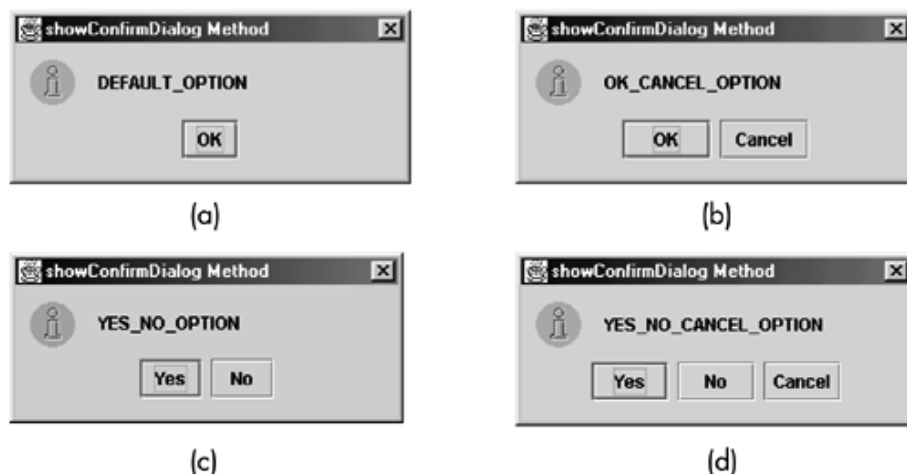 showConfirmDialog Method
DEFAULT_OPTION
OK
(a)
showConfirmDialog Method
OK_CANCEL_OPTION
OK Cancel
(b)
showConfirmDialog Method
YES_NO_OPTION
Yes No
(c)
showConfirmDialog Method
YES_NO_CANCEL_OPTION
Yes No Cancel
(d)